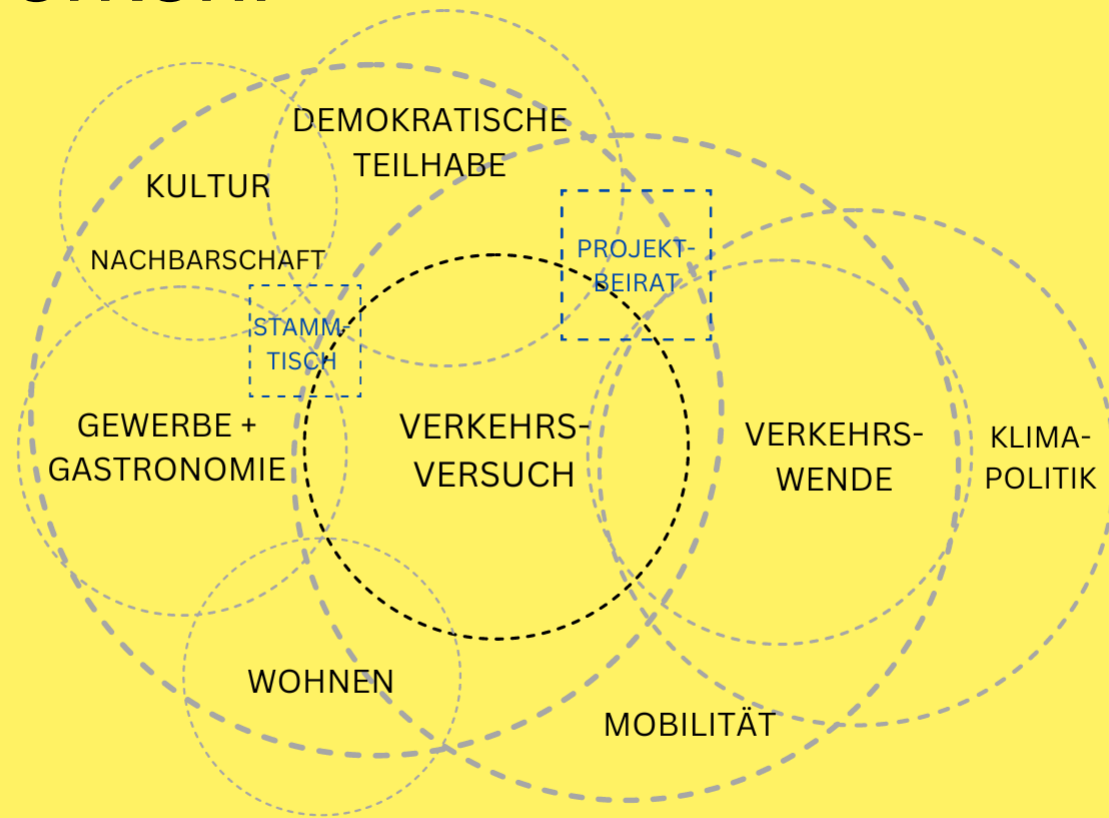 DEMOKRATISCHE
TEILHABE
KULTUR
NACHBARSCHAFT
PROJEKT-
BEIRAT
STAMM-
TISCH
GEWERBE +
GASTRONOMIE
VERKEHRS-
VERSUCH
VERKEHRS-
WENDE
KLIMA-
POLITIK
WOHNEN
MOBILITÄT